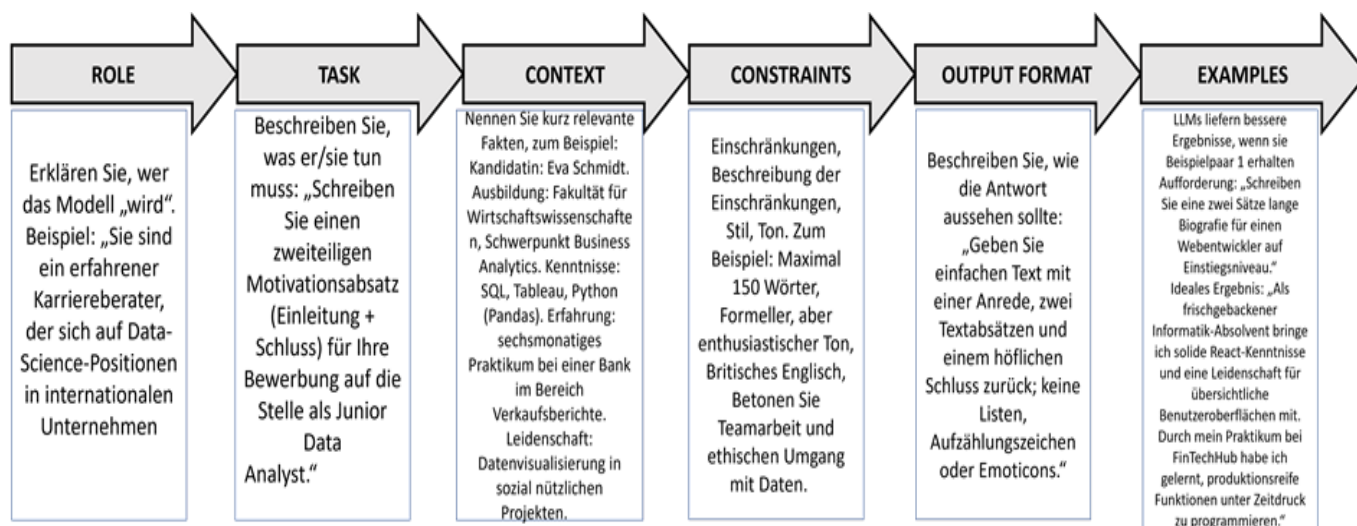 ROLE
Erklären Sie, wer
das Modell „wird“.
Beispiel: „Sie sind
ein erfahrener
Karriereberater,
der sich auf Data-
Science-Positionen
in internationalen
Unternehmen
TASK
Beschreiben Sie,
was er/sie tun
muss: „Schreiben
Sie einen
zweiteiligen
Motivationsabsatz
(Einleitung +
Schluss) für Ihre
Bewerbung auf die
Stelle als Junior
Data
Analyst.“
CONTEXT
Nennen Sie kurz relevante
Fakten, zum Beispiel:
Kandidatin: Eva Schmidt.
Ausbildung: Fakultät für
Wirtschaftswissenschafte
n, Schwerpunkt Business
Analytics. Kenntnisse:
SQL, Tableau, Python
(Pandas). Erfahrung:
sechsmonatiges
Praktikum bei einer Bank
im Bereich
Verkaufsberichte.
Leidenschaft:
Datenvisualisierung in
sozial nützlichen
Projekten.
CONSTRAINTS
Einschränkungen,
Beschreibung der
Einschränkungen,
Stil, Ton. Zum
Beispiel: Maximal
150 Wörter,
Formeller, aber
enthusiastischer Ton,
Britisches Englisch,
Betonen Sie
Teamarbeit und
ethischen Umgang
mit Daten.
OUTPUT FORMAT
Beschreiben Sie, wie
die Antwort
aussehen sollte:
„Geben Sie
einfachen Text mit
einer Anrede, zwei
Textabsätzen und
einem höflichen
Schluss zurück; keine
Listen,
Aufzählungszeichen
oder Emoticons.“
EXAMPLES
LLMs liefern bessere
Ergebnisse, wenn sie
Beispielpaar 1 erhalten
Aufforderung: „Schreiben
Sie eine zwei Sätze lange
Biografie für einen
Webentwickler auf
Einstiegsniveau.“
Ideales Ergebnis: „Als
frischgebackener
Informatik-Absolvent bringe
ich solide React-Kenntnisse
und eine Leidenschaft für
übersichtliche
Benutzeroberflächen mit.
Durch mein Praktikum bei
FinTechHub habe ich
gelernt, produktionsreife
Funktionen unter Zeitdruck
zu programmieren.“